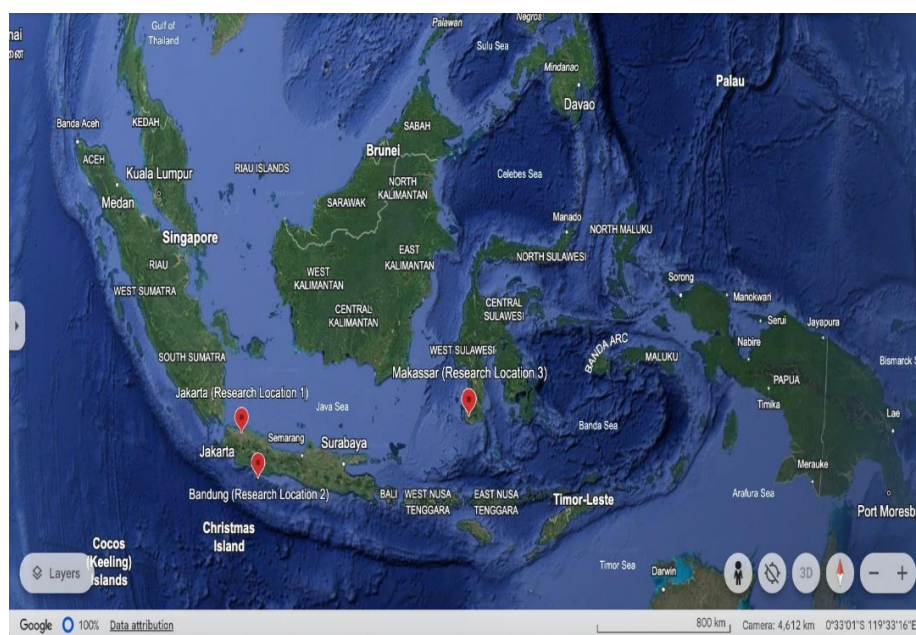 Gulf of
Thailand
Palawan
Negros
nai
Sulu Sea
Mindanao
Palau
Davao
Banda Aceh
KEDAH
SABAH
Brunei
ACEH
RIAU ISLANDS
Kuala Lumpur
NORTH
KALIMANTAN
Celebes Sea
Medan
SARAWAK
Manado
NORTH MALUKU
Singapore
NORTH SULAWESI
RIAU
EAST
KALIMANTAN
WEST
KALIMANTAN
Sorong
WEST SUMATRA
Manokwari
CENTRAL
SULAWESI
CENTRAL
KALIMANTAN
Serui
Jayapura
BANDA ARC
Nabire
WEST SULAWESI
MALUKU
SOUTH SUMATRA
Bismarck S
Makassar (Research Location 3)
PAPUA
Jakarta (Research Location 1)
Timika
Java Sea
Lae
Banda Sea
Semarang
Surabaya
Jakarta
Merauke
Bandung (Research Location 2)
BALI
WEST NUSA
TENGGARA
EAST NUSA
TENGGARA
Timor-Leste
Arafura Sea
Port Moresb
Christmas
Island
Cocos
(Keeling)
Islands
Timor Sea
Darwin
Layers
3D
Google
100%
Data attribution
800 km
Camera: 4,612 km
0°33'01"S 119°33'16"E